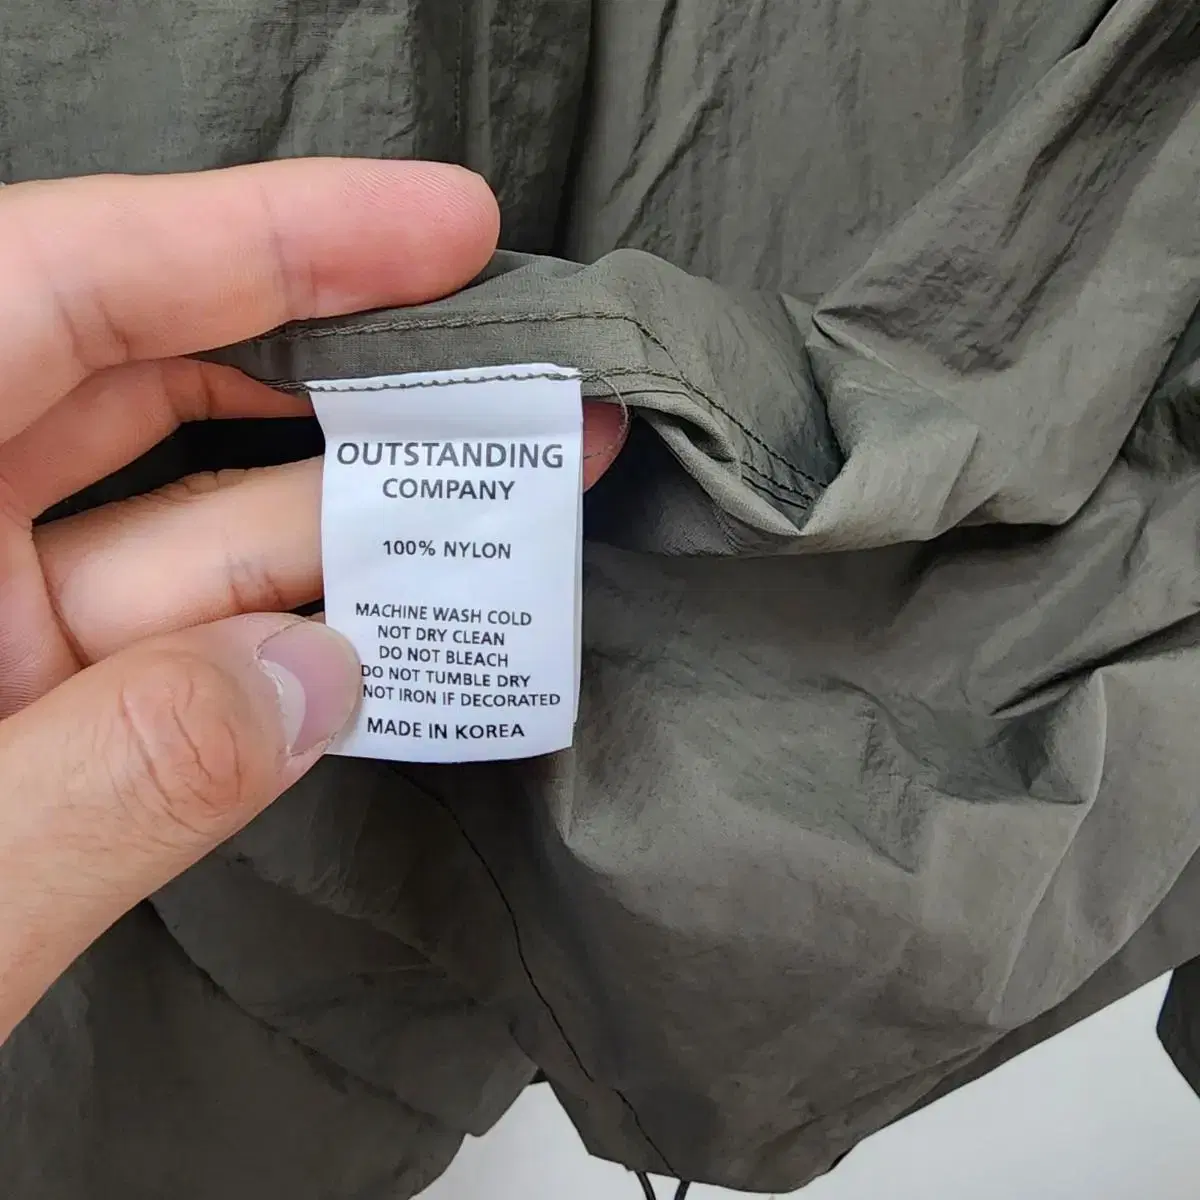 OUTSTANDING
COMPANY
100% NYLON
MACHINE WASH COLD
NOT DRY CLEAN
DO NOT BLEACH
DO NOT TUMBLE DRY
NOT IRON IF DECORATED
MADE IN KOREA